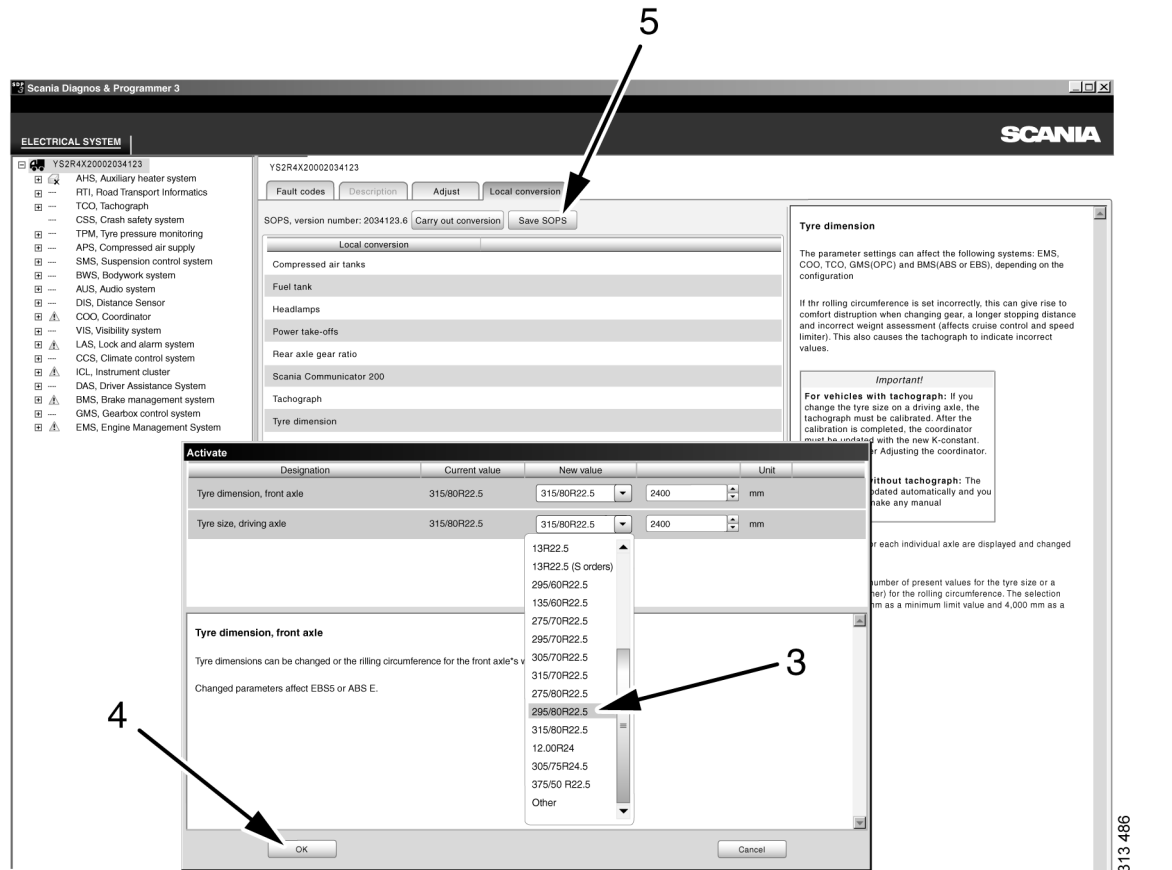 5
SDP
3
Scania Diagnos & Programmer 3
SCANIA
ELECTRICAL SYSTEM
YS2R4X20002034123
AHS, Auxiliary heater system
RTI, Road Transport Informatics
TCO, Tachograph
CSS, Crash safety system
TPM, Tyre pressure monitoring
APS, Compressed air supply
SMS, Suspension control system
BWS, Bodywork system
AUS, Audio system
DIS, Distance Sensor
COO, Coordinator
VIS, Visibility system
LAS, Lock and alarm system
CCS, Climate control system
ICL, Instrument cluster
DAS, Driver Assistance System
BMS, Brake management system
GMS, Gearbox control system
EMS, Engine Management System
YS2R4X20002034123
Fault codes Description Adjust Local conversion
SOPS, version number: 2034123.6 Carry out conversion Save SOPS
Local conversion
Compressed air tanks
Fuel tank
Headlamps
Power take-offs
Rear axle gear ratio
Scania Communicator 200
Tachograph
Tyre dimension
Tyre dimension
The parameter settings can affect the following systems: EMS,
COO, TCO, GMS(OPC) and BMS(ABS or EBS), depending on the
configuration
If thr rolling circumference is set incorrectly, this can give rise to
comfort distruption when changing gear, a longer stopping distance
and incorrect weignt assessment (affects cruise control and speed
limiter). This also causes the tachograph to indicate incorrect
values.
Important!
For vehicles with tachograph: If you
change the tyre size on a driving axle, the
tachograph must be calibrated. After the
calibration is completed, the coordinator
must be updated with the new K-constant.
er Adjusting the coordinator.
ithout tachograph: The
pdated automatically and you
make any manual
or each individual axle are displayed and changed
number of present values for the tyre size or a
her) for the rolling circumference. The selection
mm as a minimum limit value and 4,000 mm as a
Activate
Designation Current value New value Unit
Tyre dimension, front axle 315/80R22.5 315/80R22.5 2400 mm
Tyre size, driving axle 315/80R22.5 315/80R22.5 2400 mm
13R22.5
13R22.5 (S orders)
295/60R22.5
135/60R22.5
275/70R22.5
295/70R22.5
305/70R22.5
315/70R22.5
275/80R22.5
295/80R22.5
315/80R22.5
12.00R24
305/75R24.5
375/50 R22.5
Other
Tyre dimension, front axle
Tyre dimensions can be changed or the rilling circumference for the front axle"s w
Changed parameters affect EBS5 or ABS E.
3
4
OK Cancel
313 486